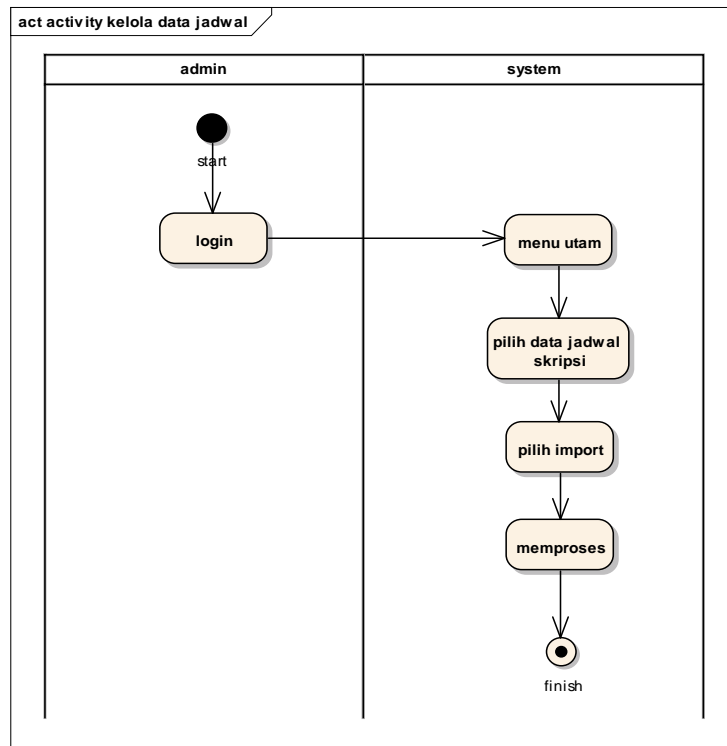 act activity kelola data jadwal
admin
system
start
login
menu utam
pilih data jadwal
skripsi
pilih import
memproses
finish